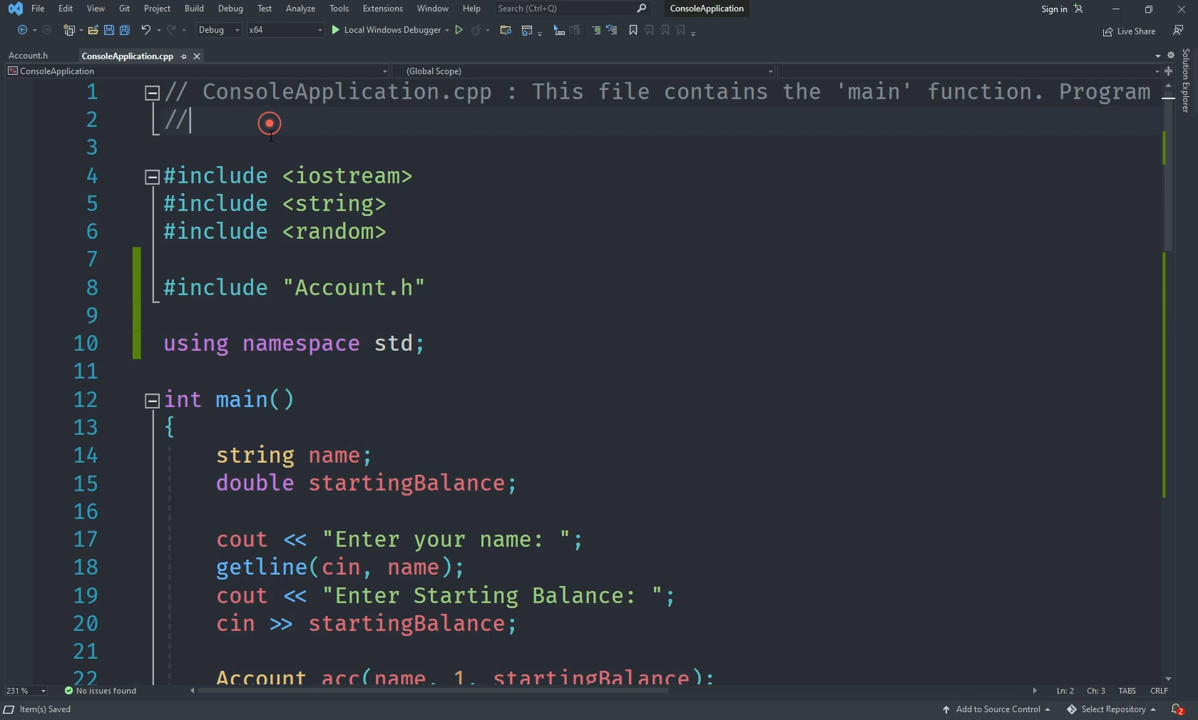 File Edit View Git Project Build Debug Test Analyze Tools Extensions Window Help Search (Ctrl+Q) ConsoleApplication Sign in
Debug x64 Local Windows Debugger Live Share
Account.h ConsoleApplication.cpp
ConsoleApplication (Global Scope)
Solution Explorer
1 // ConsoleApplication.cpp : This file contains the 'main' function. Program
2 //
3
4 #include <iostream>
5 #include <string>
6 #include <random>
7
8 #include "Account.h"
9
10 using namespace std;
11
12 int main()
13 {
14 string name;
15 double startingBalance;
16
17 cout << "Enter your name: ";
18 getline(cin, name);
19 cout << "Enter Starting Balance: ";
20 cin >> startingBalance;
21
22 Account acc(name, 1, startingBalance);
231 % No issues found Ln: 2 Ch: 3 TABS CRLF
Item(s) Saved Add to Source Control Select Repository 2